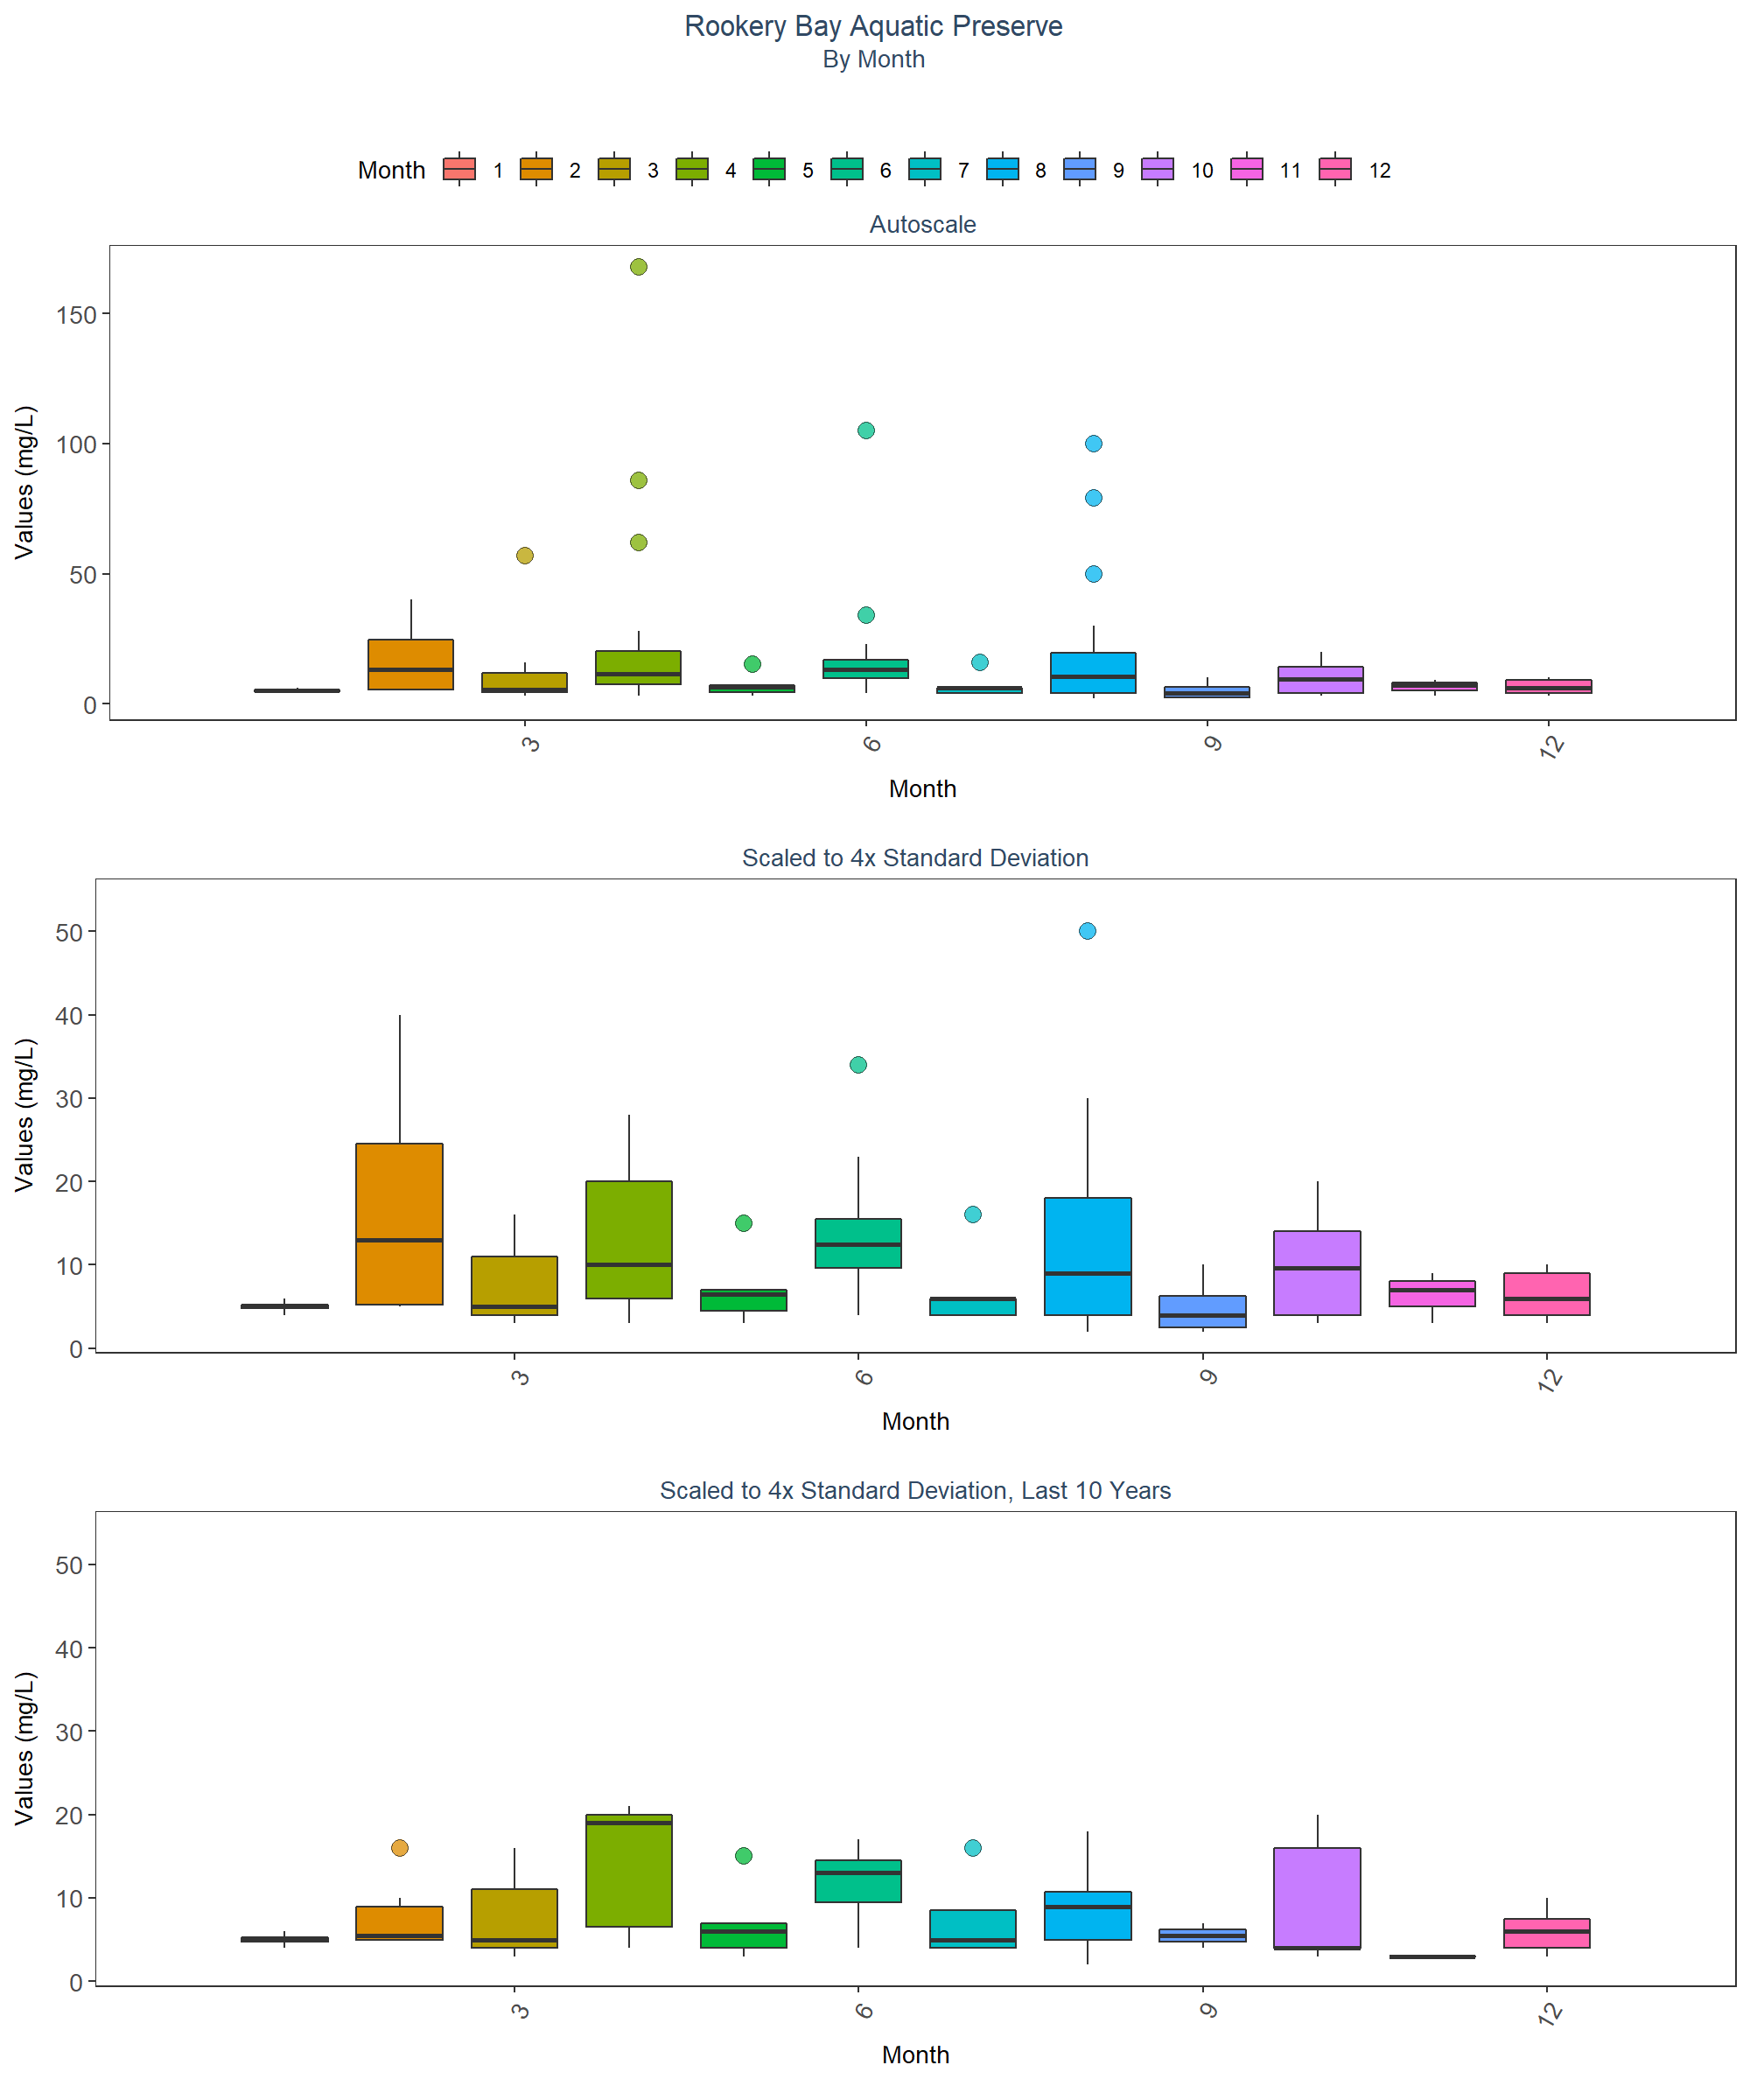 Rookery Bay Aquatic Preserve
By Month
Month 1 2 3 4 5 6 7 8 9 10 11 12
Autoscale
Values (mg/L)
150
100
50
0
3 6 9 12
Month
Scaled to 4x Standard Deviation
Values (mg/L)
50
40
30
20
10
0
3 6 9 12
Month
Scaled to 4x Standard Deviation, Last 10 Years
Values (mg/L)
50
40
30
20
10
0
3 6 9 12
Month